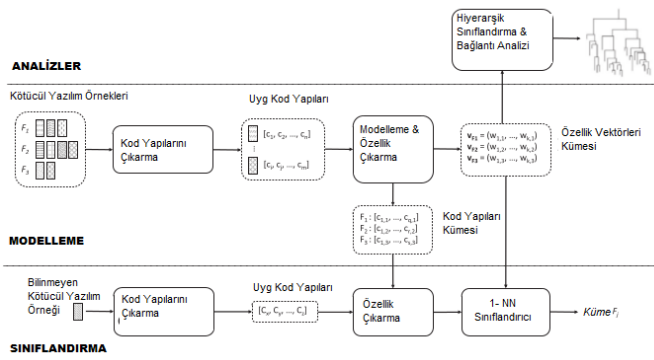 Hiyerarşik
Sınıflandırma &
Bağlantı Analizi
ANALİZLER
Kötücül Yazılım Örnekleri
F1
F2
F3
Kod Yapılarını
Çıkarma
Uyg Kod Yapıları
[c1, c2, ..., cn]
⋮
[ci, cj, ..., cm]
Modelleme &
Özellik
Çıkarma
vF1 = (w1,1, ..., wk,1)
vF2 = (w1,2, ..., wk,2)
vF3 = (w1,3, ..., wk,3)
Özellik Vektörleri
Kümesi
F1 : [c1,1, ..., cq,1]
F2 : [c1,2, ..., cr,2]
F3 : [c1,3, ..., cs,3]
Kod Yapıları
Kümesi
MODELLEME
Bilinmeyen
Kötücül Yazılım
Örneği
Kod Yapılarını
Çıkarma
Uyg Kod Yapıları
Özellik
Çıkarma
1- NN
Sınıflandırıcı
Küme Fi
SINIFLANDIRMA